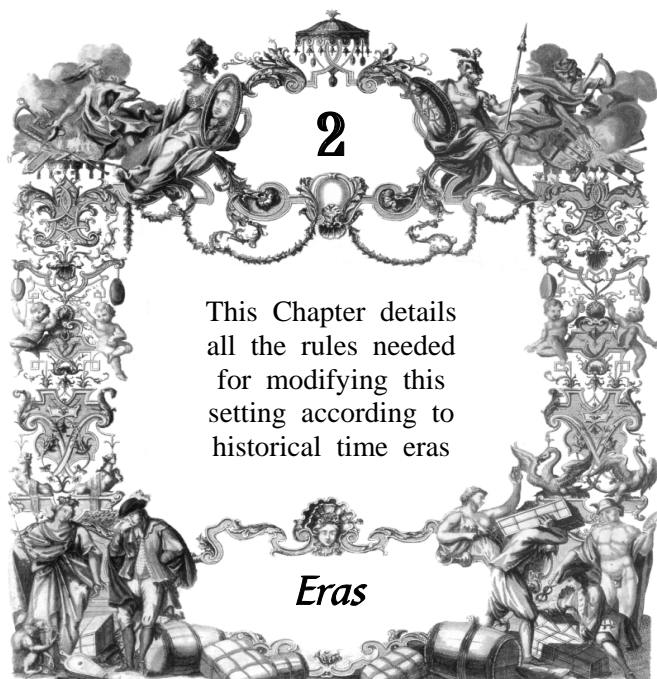 2
This Chapter details
all the rules needed
for modifying this
setting according to
historical time eras
Eras